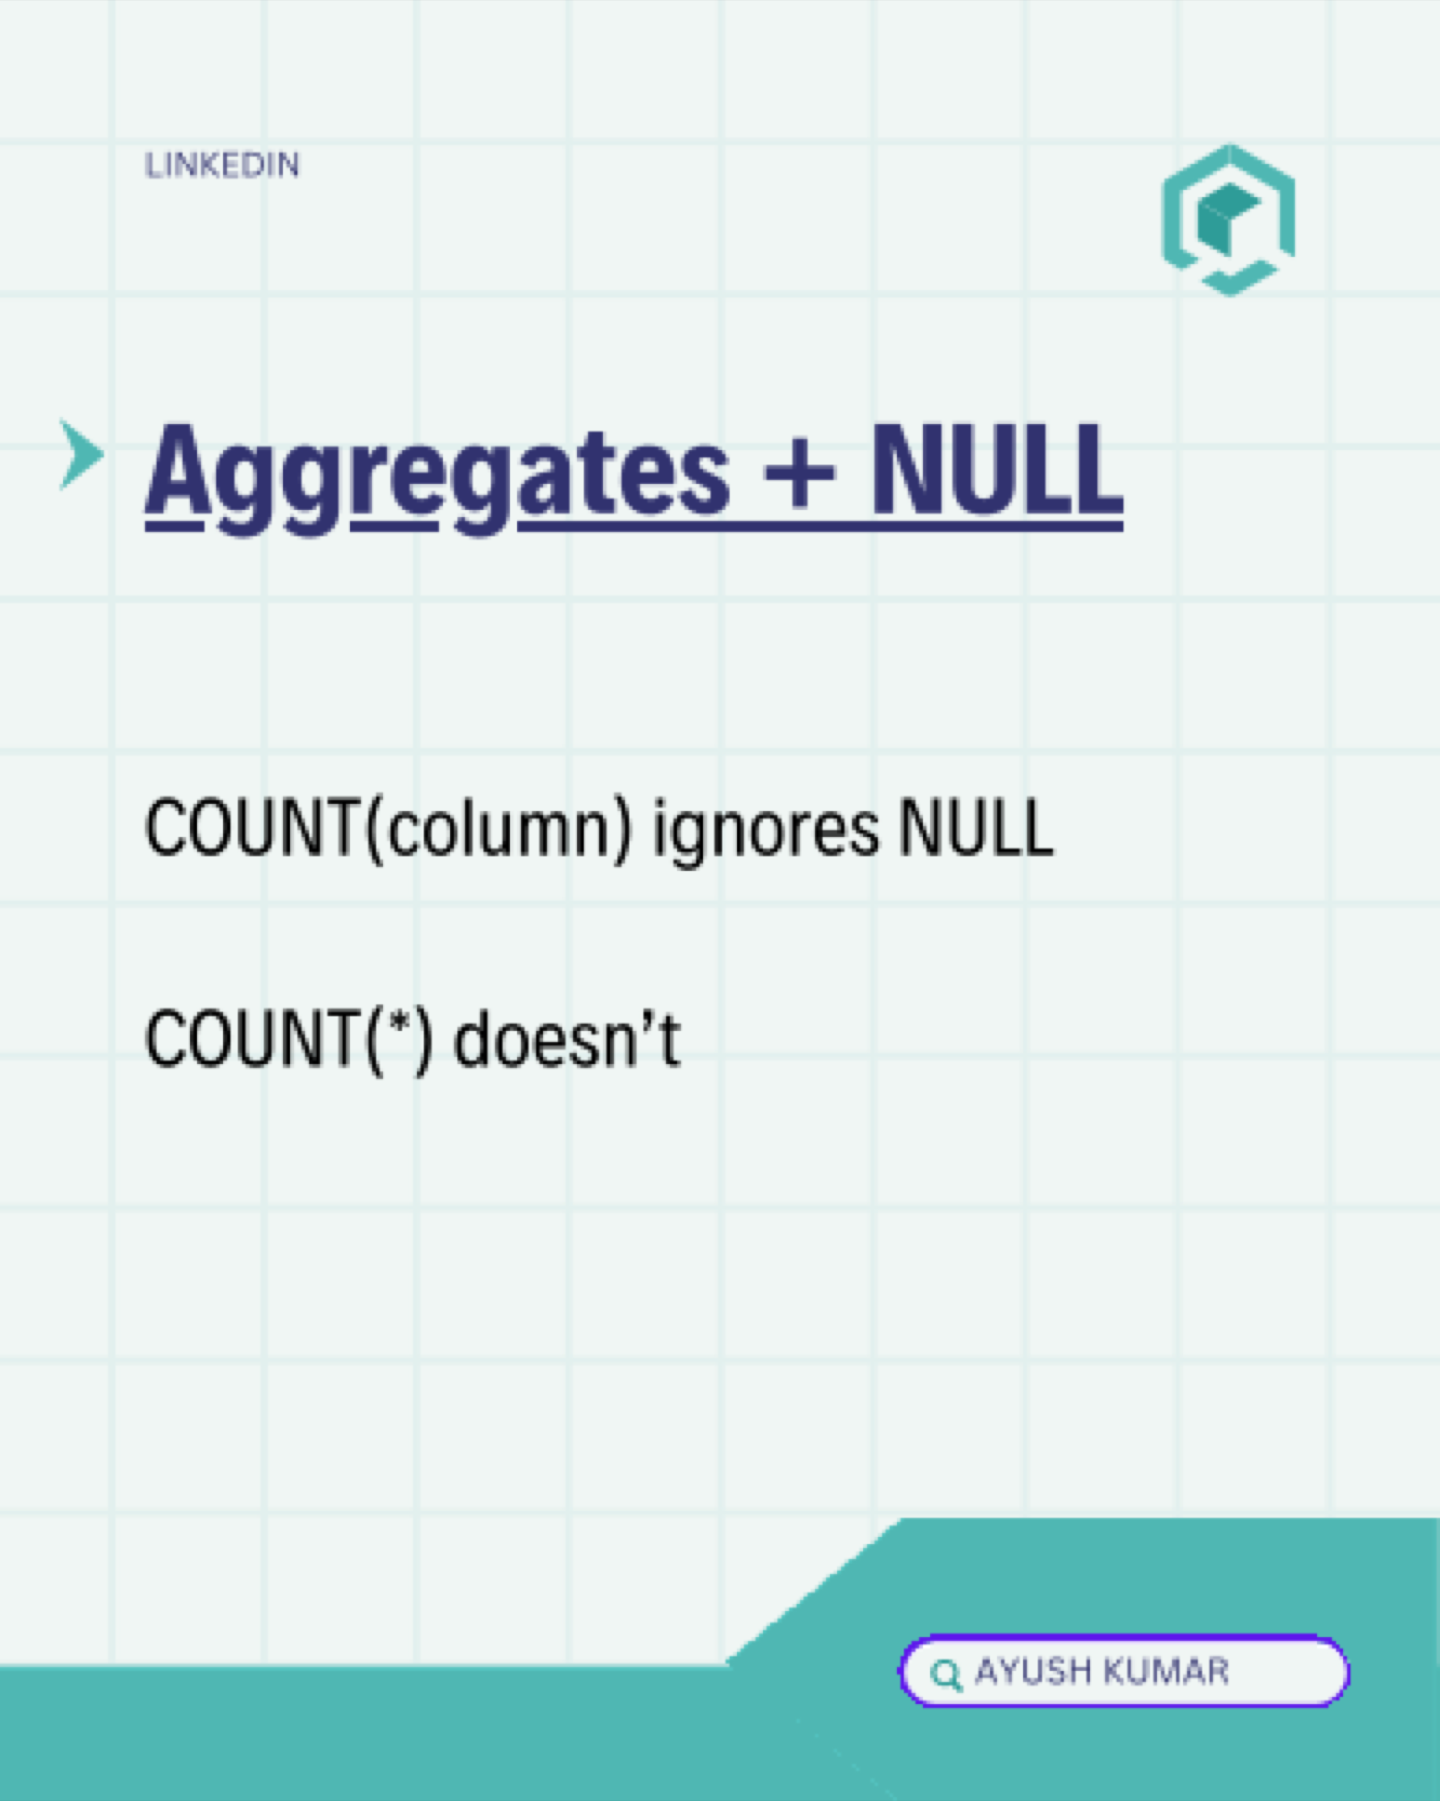 LINKEDIN
Aggregates + NULL
COUNT(column) ignores NULL
COUNT(*) doesn’t
AYUSH KUMAR